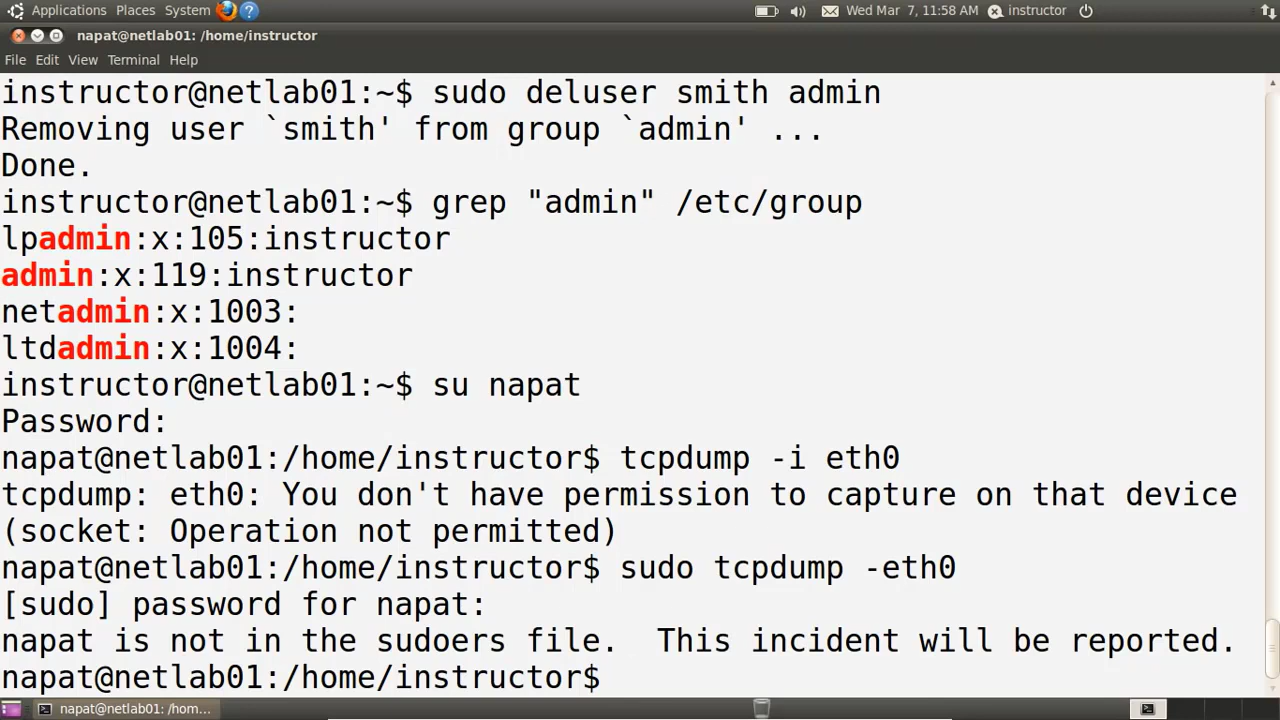 Applications Places System Wed Mar 7, 11:58 AM instructor
napat@netlab01: /home/instructor
File Edit View Terminal Help
instructor@netlab01:~$ sudo deluser smith admin
Removing user `smith' from group `admin' ...
Done.
instructor@netlab01:~$ grep "admin" /etc/group
lpadmin:x:105:instructor
admin:x:119:instructor
netadmin:x:1003:
ltdadmin:x:1004:
instructor@netlab01:~$ su napat
Password:
napat@netlab01:/home/instructor$ tcpdump -i eth0
tcpdump: eth0: You don't have permission to capture on that device
(socket: Operation not permitted)
napat@netlab01:/home/instructor$ sudo tcpdump -eth0
[sudo] password for napat:
napat is not in the sudoers file.  This incident will be reported.
napat@netlab01:/home/instructor$
napat@netlab01: /hom...